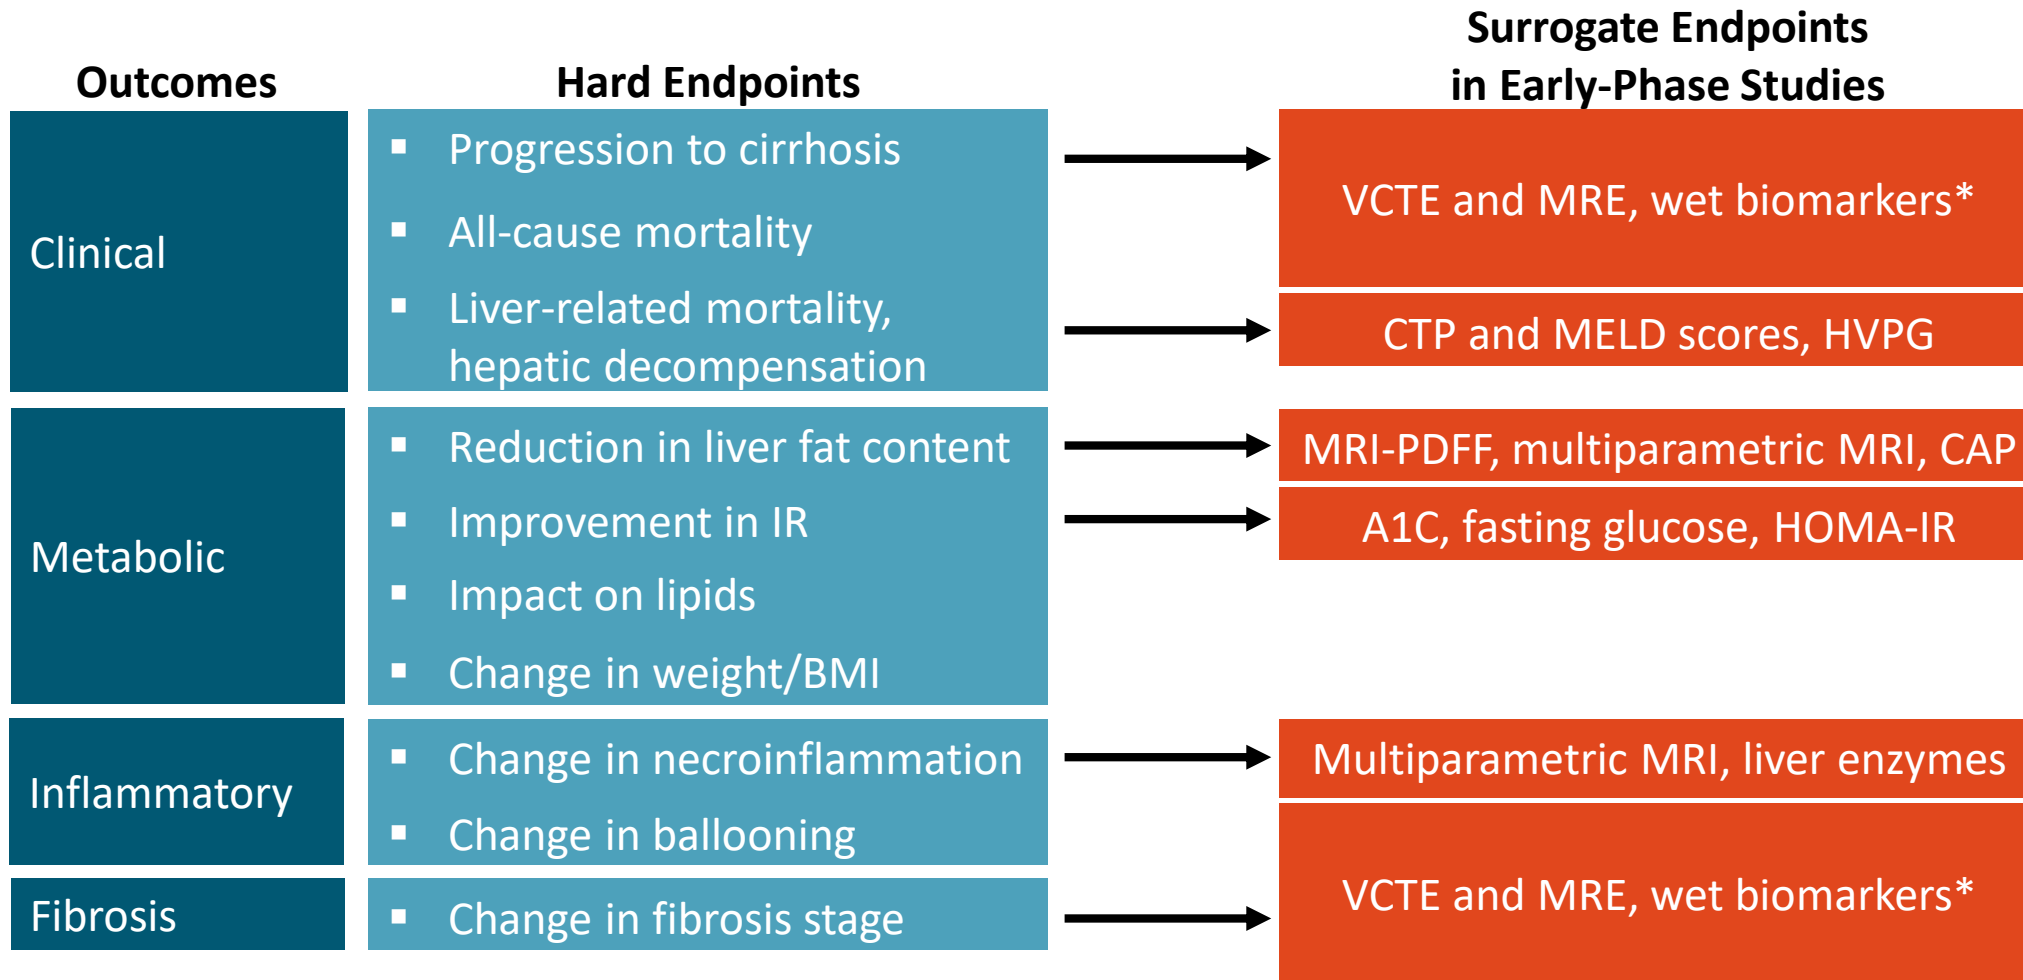 Outcomes
Hard Endpoints
Surrogate Endpoints
in Early-Phase Studies
Clinical
▪ Progression to cirrhosis
▪ All-cause mortality
▪ Liver-related mortality,
hepatic decompensation
VCTE and MRE, wet biomarkers*
CTP and MELD scores, HVPG
Metabolic
▪ Reduction in liver fat content
▪ Improvement in IR
▪ Impact on lipids
▪ Change in weight/BMI
MRI-PDFF, multiparametric MRI, CAP
A1C, fasting glucose, HOMA-IR
Inflammatory
▪ Change in necroinflammation
▪ Change in ballooning
Multiparametric MRI, liver enzymes
Fibrosis
▪ Change in fibrosis stage
VCTE and MRE, wet biomarkers*